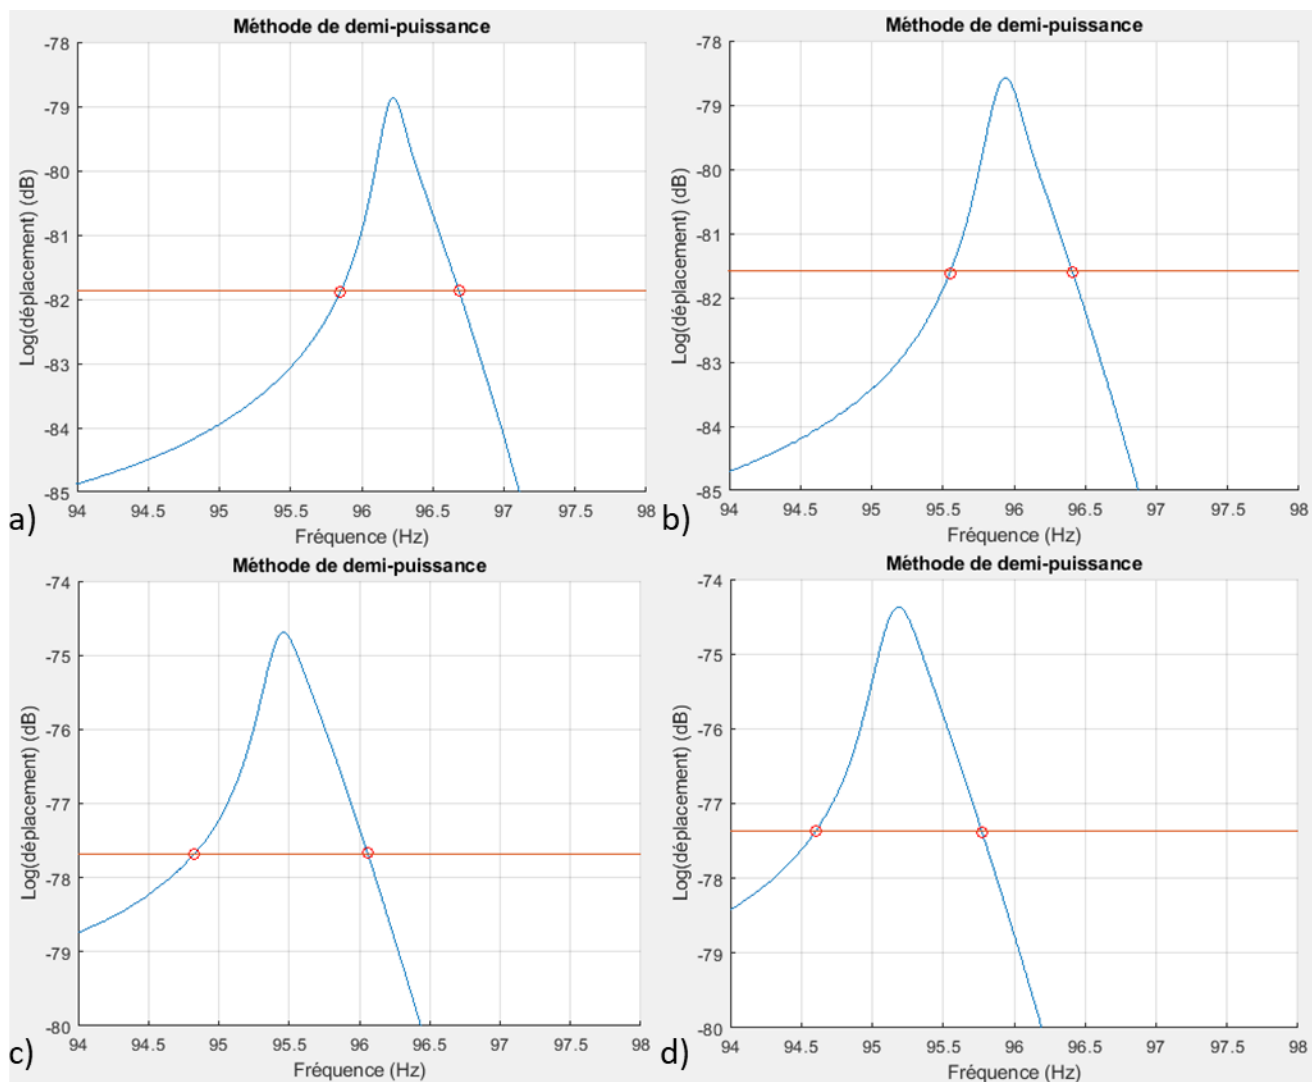 Méthode de demi-puissance
-78
-79
-80
-81
-82
-83
-84
-85
Log(déplacement) (dB)
94 94.5 95 95.5 96 96.5 97 97.5 98
Fréquence (Hz)
a)
Méthode de demi-puissance
-78
-79
-80
-81
-82
-83
-84
-85
Log(déplacement) (dB)
94 94.5 95 95.5 96 96.5 97 97.5 98
Fréquence (Hz)
b)
Méthode de demi-puissance
-74
-75
-76
-77
-78
-79
-80
Log(déplacement) (dB)
94 94.5 95 95.5 96 96.5 97 97.5 98
Fréquence (Hz)
c)
Méthode de demi-puissance
-74
-75
-76
-77
-78
-79
-80
Log(déplacement) (dB)
94 94.5 95 95.5 96 96.5 97 97.5 98
Fréquence (Hz)
d)